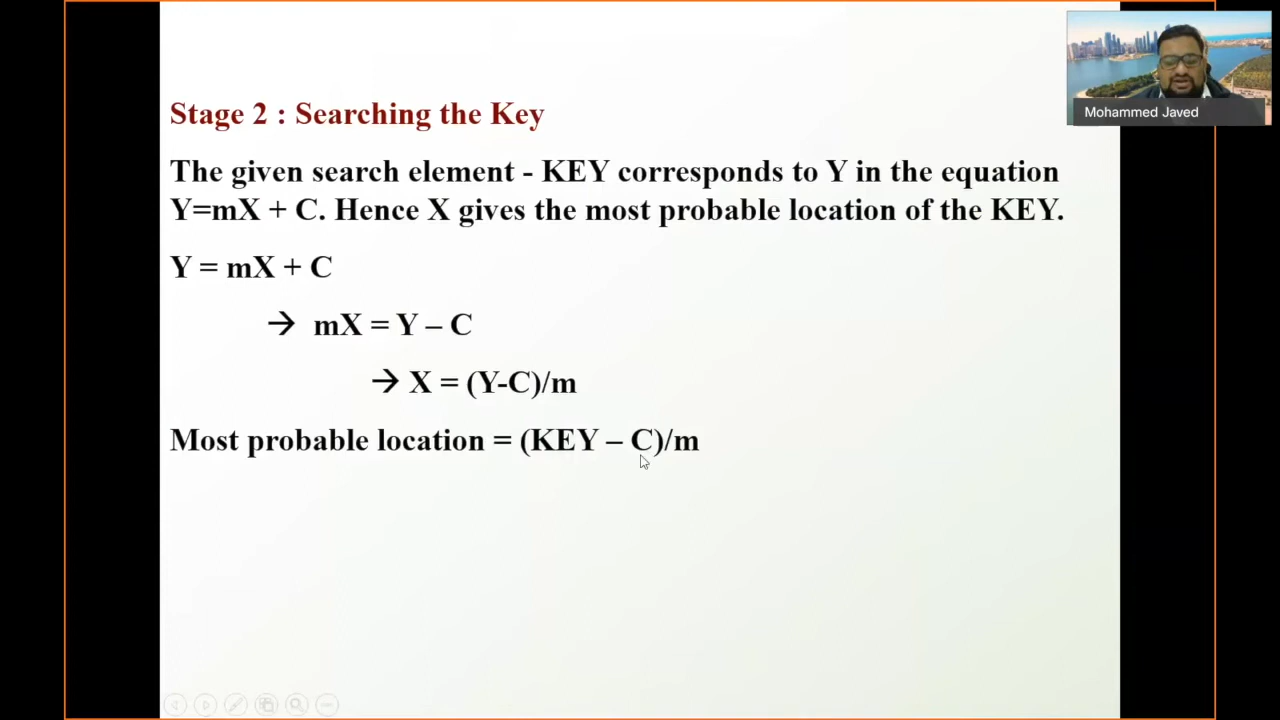 Stage 2 : Searching the Key
The given search element - KEY corresponds to Y in the equation
Y=mX + C. Hence X gives the most probable location of the KEY.
Y = mX + C
→ mX = Y – C
→ X = (Y-C)/m
Most probable location = (KEY – C)/m
Mohammed Javed